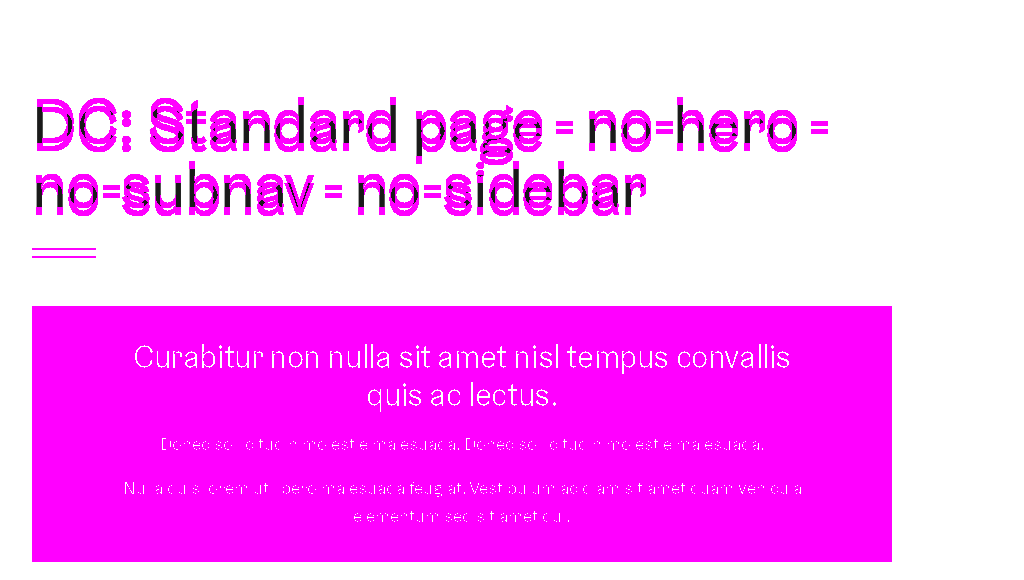 DC: Standard page - no-hero -
no-subnav - no-sidebar
Curabitur non nulla sit amet nisl tempus convallis
quis ac lectus.
Donec sollicitudin molestie malesuada. Donec sollicitudin molestie malesuada.
Nulla quis lorem ut libero malesuada feugiat. Vestibulum ac diam sit amet quam vehicula
elementum sed sit amet dui.